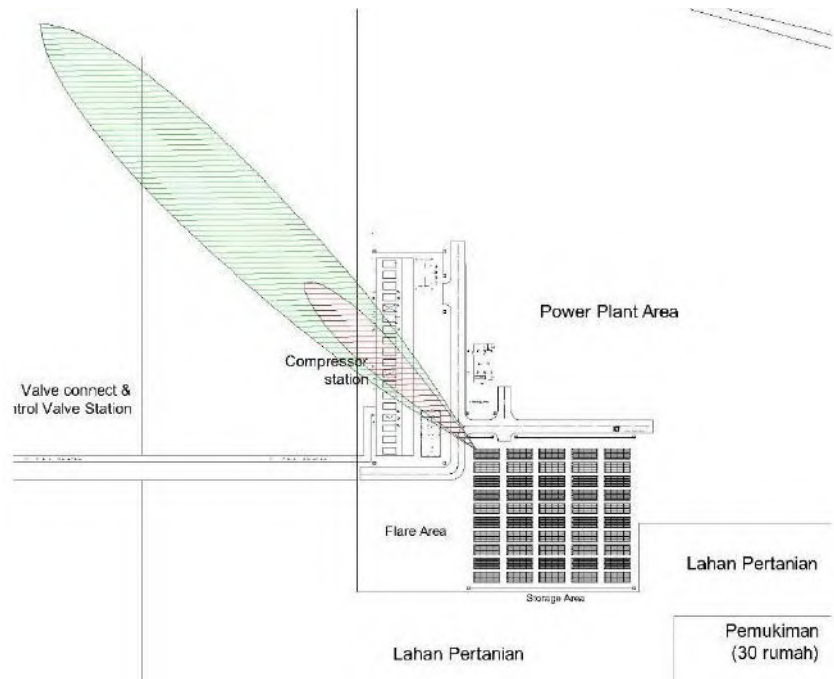 Power Plant Area
Compressor
station
Valve connect &
ntrol Valve Station
Flare Area
Lahan Pertanian
Storage Area
Pemukiman
(30 rumah)
Lahan Pertanian